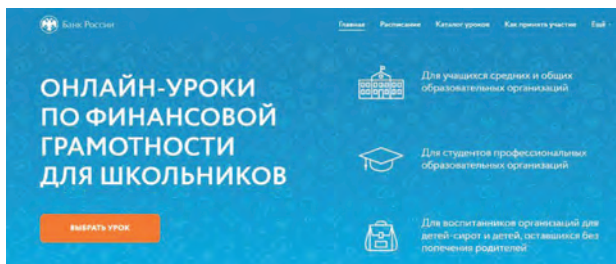 Банк России
Главная Расписание Каталог уроков Как принять участие Ещё
ОНЛАЙН-УРОКИ
ПО ФИНАНСОВОЙ
ГРАМОТНОСТИ
ДЛЯ ШКОЛЬНИКОВ
ВЫБРАТЬ УРОК
Для учащихся средних и общих
образовательных организаций
Для студентов профессиональных
образовательных организаций
Для воспитанников организаций для
детей-сирот и детей, оставшихся без
попечения родителей